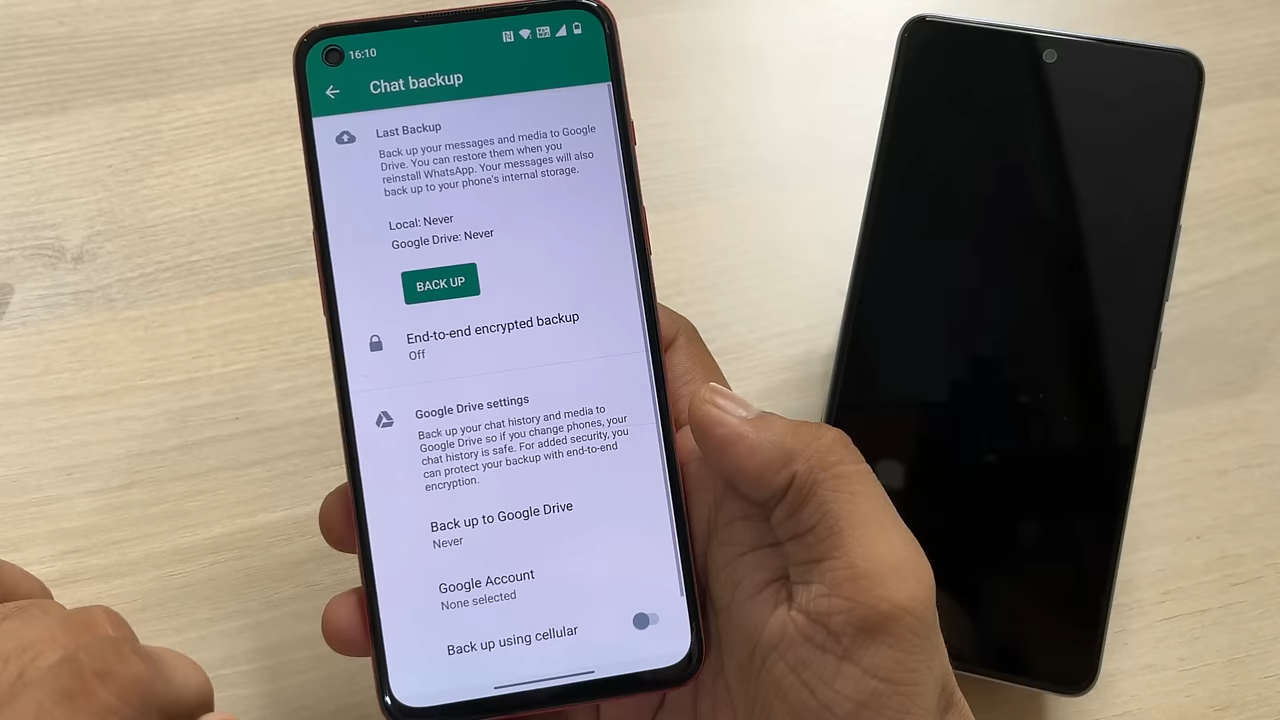 16:10
Chat backup
Last Backup
Back up your messages and media to Google
Drive. You can restore them when you
reinstall WhatsApp. Your messages will also
back up to your phone's internal storage.
Local: Never
Google Drive: Never
BACK UP
End-to-end encrypted backup
Off
Google Drive settings
Back up your chat history and media to
Google Drive so if you change phones, your
chat history is safe. For added security, you
can protect your backup with end-to-end
encryption.
Back up to Google Drive
Never
Google Account
None selected
Back up using cellular